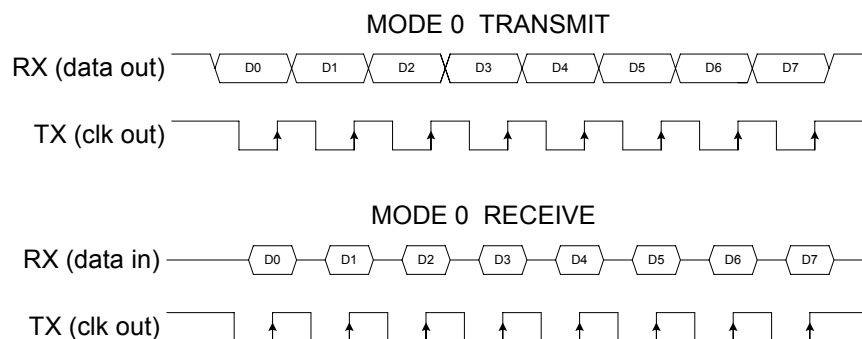 MODE 0 TRANSMIT
RX (data out) D0 D1 D2 D3 D4 D5 D6 D7
TX (clk out)
MODE 0 RECEIVE
RX (data in) D0 D1 D2 D3 D4 D5 D6 D7
TX (clk out)